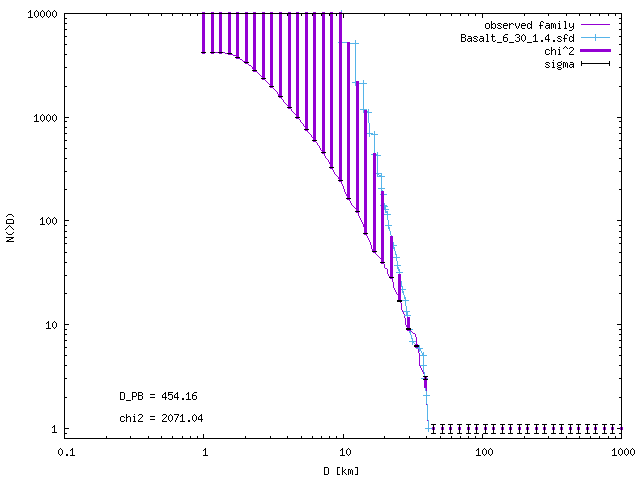 10000
1000
100
10
1
N(>D)
observed family
Basalt_6_30_1.4.sfd
chi^2
sigma
D_PB = 454.16
chi2 = 2071.04
0.1 1 10 100 1000
D [km]